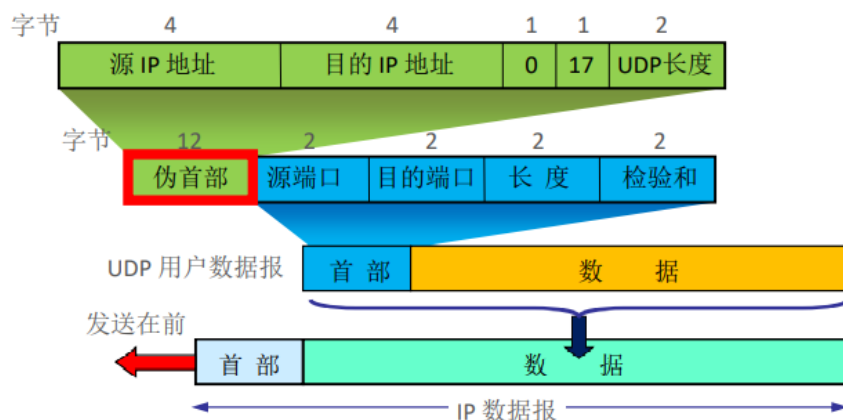 字节 4 4 1 1 2
源 IP 地址 目的 IP 地址 0 17 UDP长度
字节 12 2 2 2 2
伪首部 源端口 目的端口 长 度 检验和
UDP 用户数据报 首 部 数 据
发送在前
首 部 数 据
IP 数据报